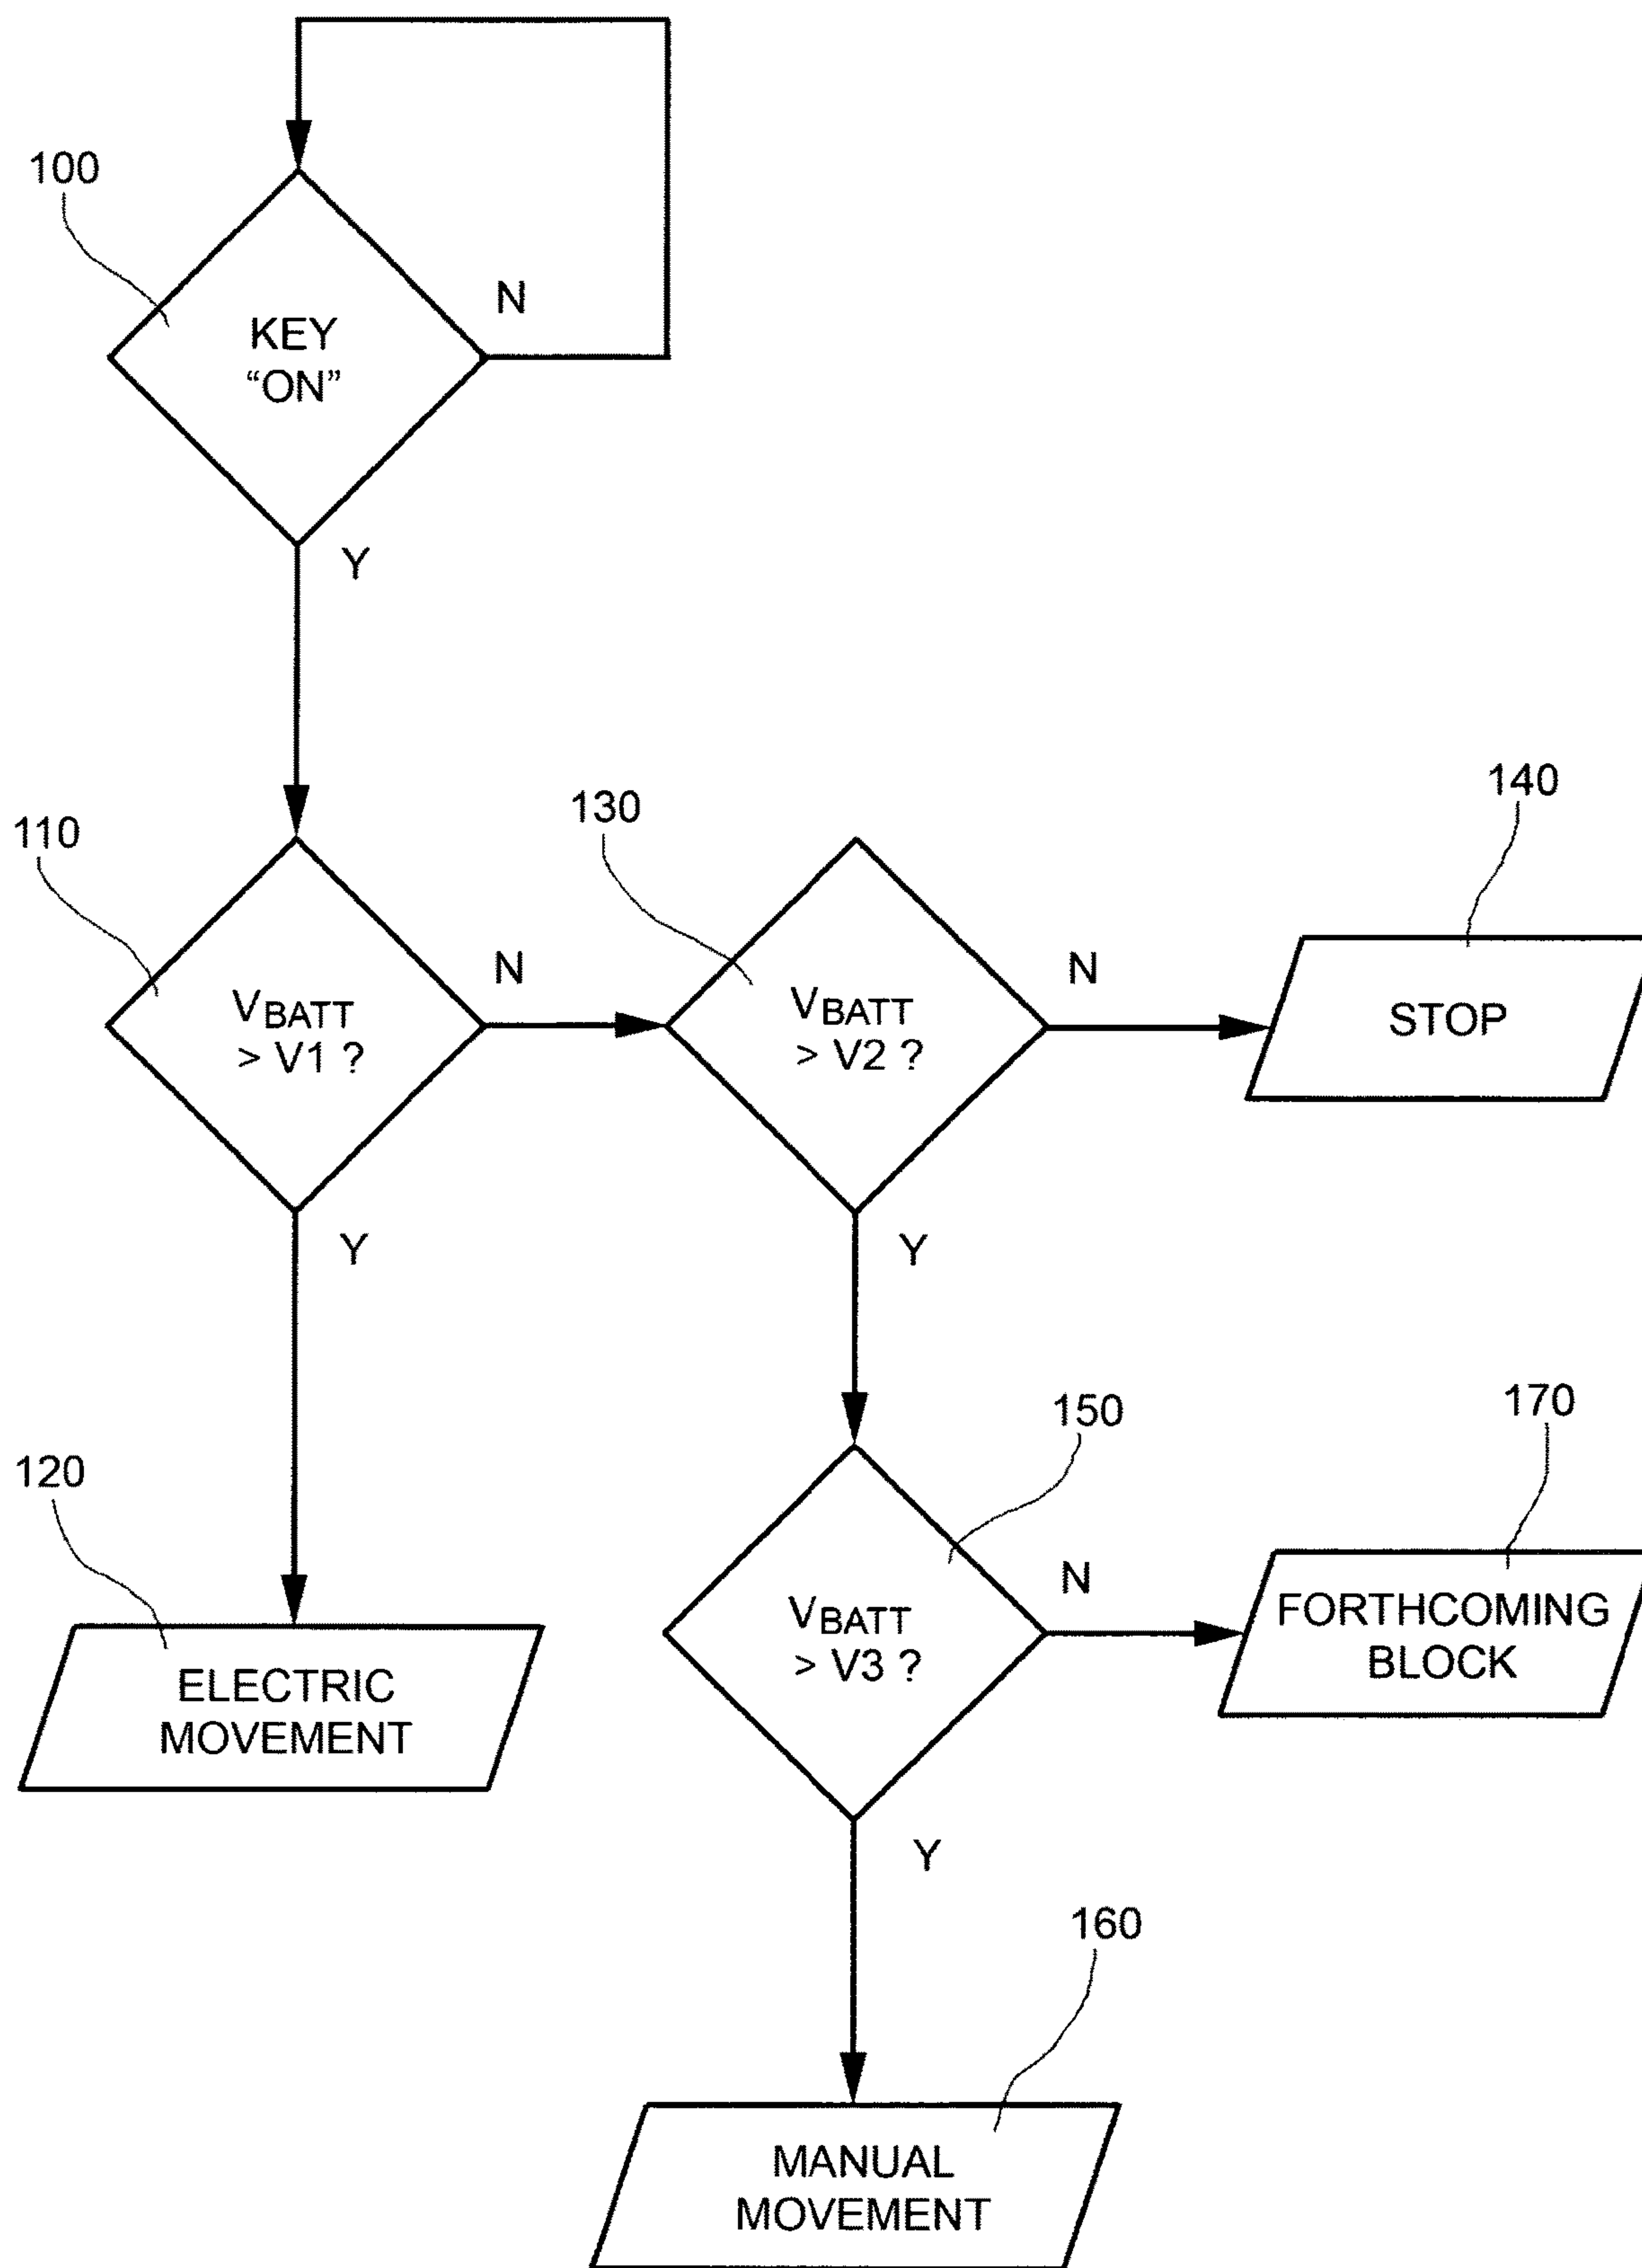 100
N
KEY
“ON”
Y
140
130
110
N
N
VBATT
> V1 ?
VBATT
> V2 ?
STOP
Y
Y
170
150
120
N
FORTHCOMING
BLOCK
VBATT
> V3 ?
ELECTRIC
MOVEMENT
Y
160
MANUAL
MOVEMENT